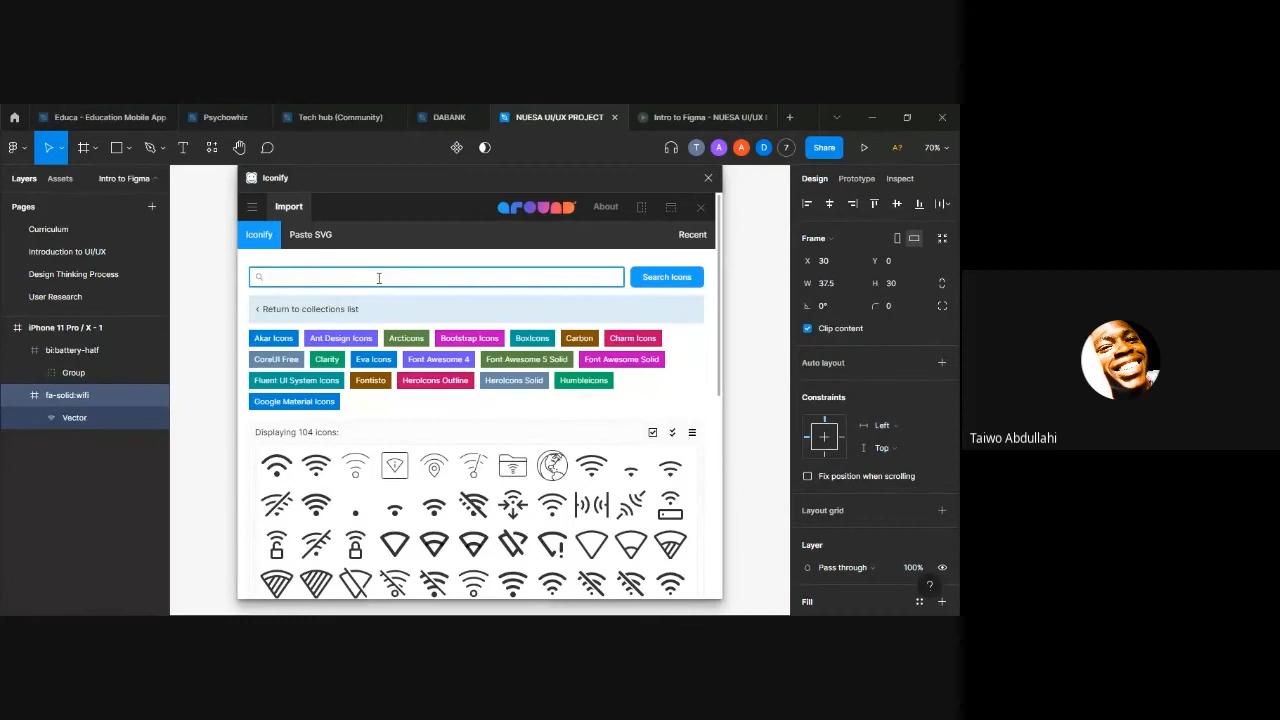 Educa - Education Mobile App
Psychowhiz
Tech hub (Community)
DABANK
NUESA UI/UX PROJECT
Intro to Figma - NUESA UI/UX
T A A D 7
Share
A?
70%
Layers Assets Intro to Figma
Pages
Curriculum
Introduction to UI/UX
Design Thinking Process
User Research
iPhone 11 Pro / X - 1
bi:battery-half
Group
fa-solid:wifi
Vector
Iconify
Import
around
About
Iconify Paste SVG Recent
Search Icons
Return to collections list
Akar Icons Ant Design Icons Arcticons Bootstrap Icons BoxIcons Carbon Charm Icons
CoreUI Free Clarity Eva Icons Font Awesome 4 Font Awesome 5 Solid Font Awesome Solid
Fluent UI System Icons Fontisto HeroIcons Outline HeroIcons Solid Humbleicons
Google Material Icons
Displaying 104 icons:
Design Prototype Inspect
Frame
X 30 Y 0
W 37.5 H 30
0° 0
Clip content
Auto layout
Constraints
Left
Top
Fix position when scrolling
Layout grid
Layer
Pass through 100%
?
Fill
Taiwo Abdullahi